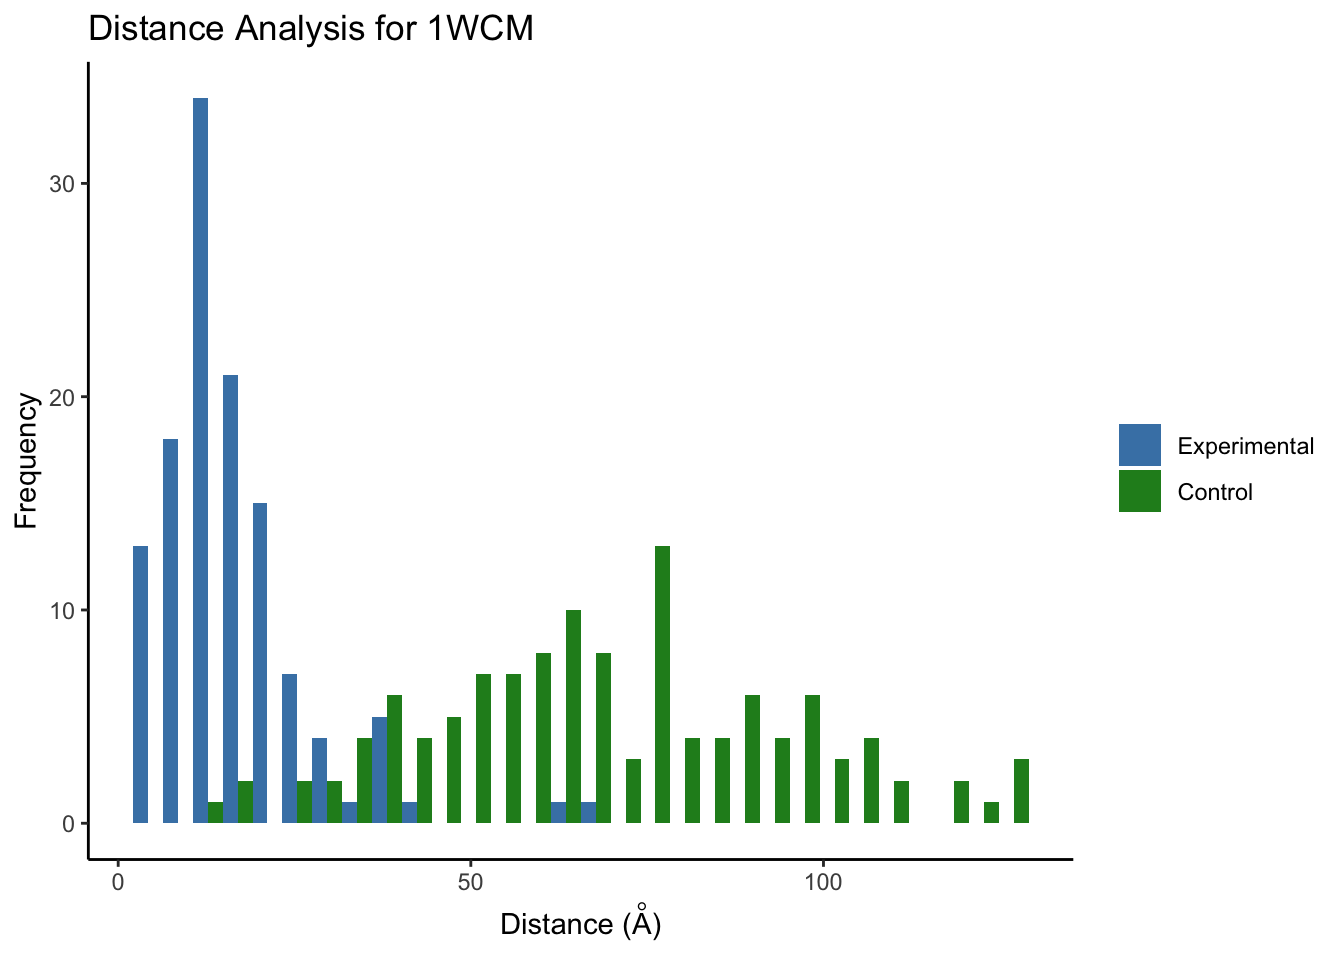 Distance Analysis for 1WCM
Frequency
30
20
10
0
0
50
100
Distance (Å)
Experimental
Control